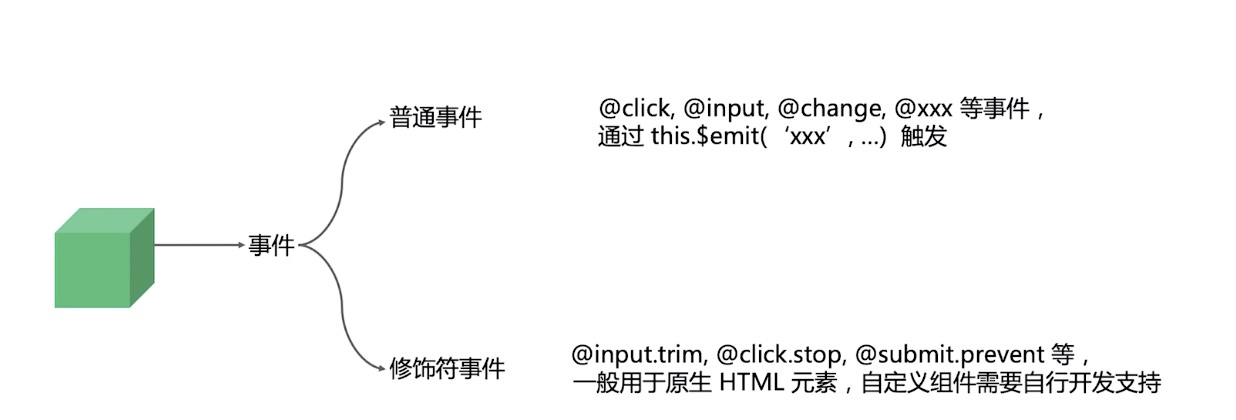 普通事件
@click, @input, @change, @xxx 等事件，
通过 this.$emit(‘xxx’, ...) 触发
事件
修饰符事件
@input.trim, @click.stop, @submit.prevent 等，
一般用于原生 HTML 元素，自定义组件需要自行开发支持